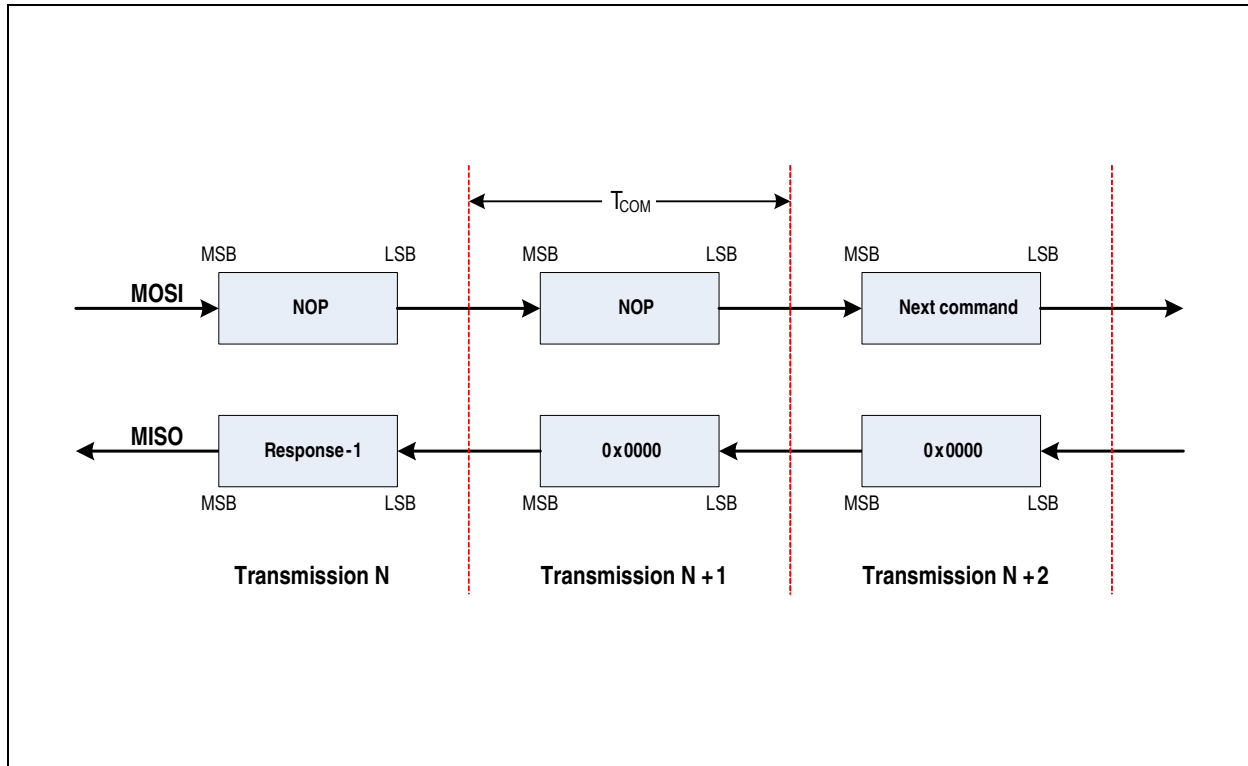 TCOM
MSB LSB MSB LSB MSB LSB
MOSI NOP NOP Next command
MISO Response-1 0x0000 0x0000
MSB LSB MSB LSB MSB LSB
Transmission N Transmission N+1 Transmission N+2